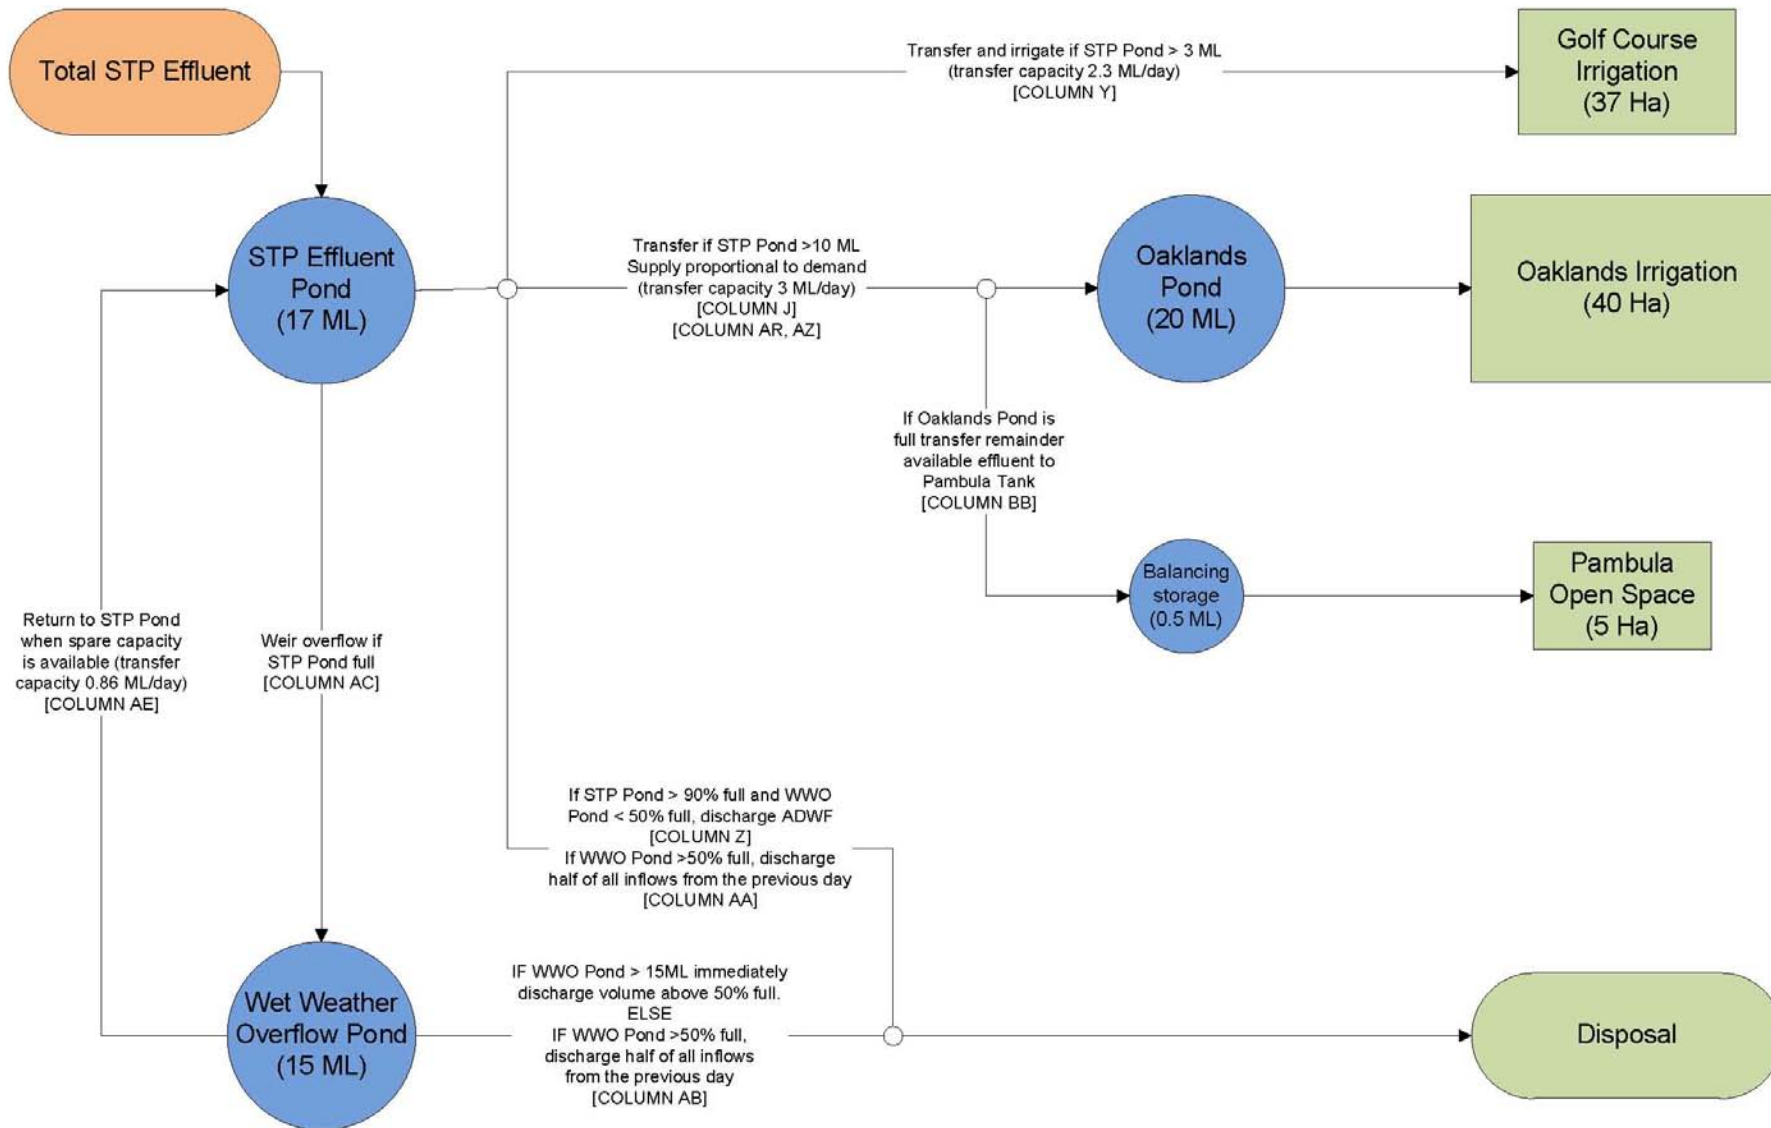 Total STP Effluent
Transfer and irrigate if STP Pond > 3 ML
(transfer capacity 2.3 ML/day)
[COLUMN Y]
Golf Course
Irrigation
(37 Ha)
STP Effluent
Pond
(17 ML)
Transfer if STP Pond >10 ML
Supply proportional to demand
(transfer capacity 3 ML/day)
[COLUMN J]
[COLUMN AR, AZ]
Oaklands
Pond
(20 ML)
Oaklands Irrigation
(40 Ha)
If Oaklands Pond is
full transfer remainder
available effluent to
Pambula Tank
[COLUMN BB]
Balancing
storage
(0.5 ML)
Pambula
Open Space
(5 Ha)
Return to STP Pond
when spare capacity
is available (transfer
capacity 0.86 ML/day)
[COLUMN AE]
Weir overflow if
STP Pond full
[COLUMN AC]
If STP Pond > 90% full and WWO
Pond < 50% full, discharge ADWF
[COLUMN Z]
If WWO Pond >50% full, discharge
half of all inflows from the previous day
[COLUMN AA]
Wet Weather
Overflow Pond
(15 ML)
IF WWO Pond > 15ML immediately
discharge volume above 50% full.
ELSE
IF WWO Pond >50% full,
discharge half of all inflows
from the previous day
[COLUMN AB]
Disposal